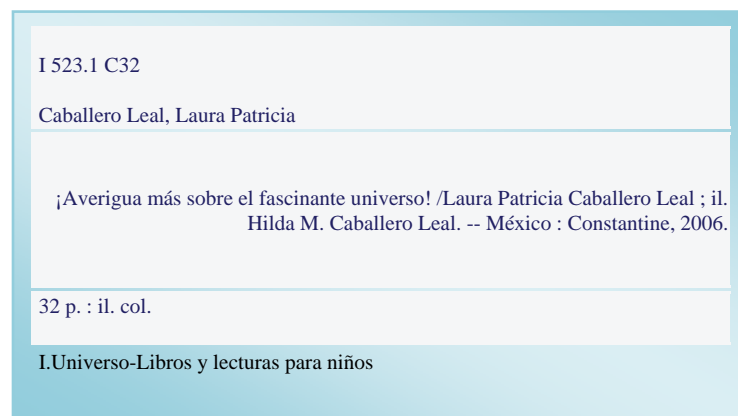 I 523.1 C32
Caballero Leal, Laura Patricia
¡Averigua más sobre el fascinante universo! /Laura Patricia Caballero Leal ; il.
Hilda M. Caballero Leal. -- México : Constantine, 2006.
32 p. : il. col.
I.Universo-Libros y lecturas para niños